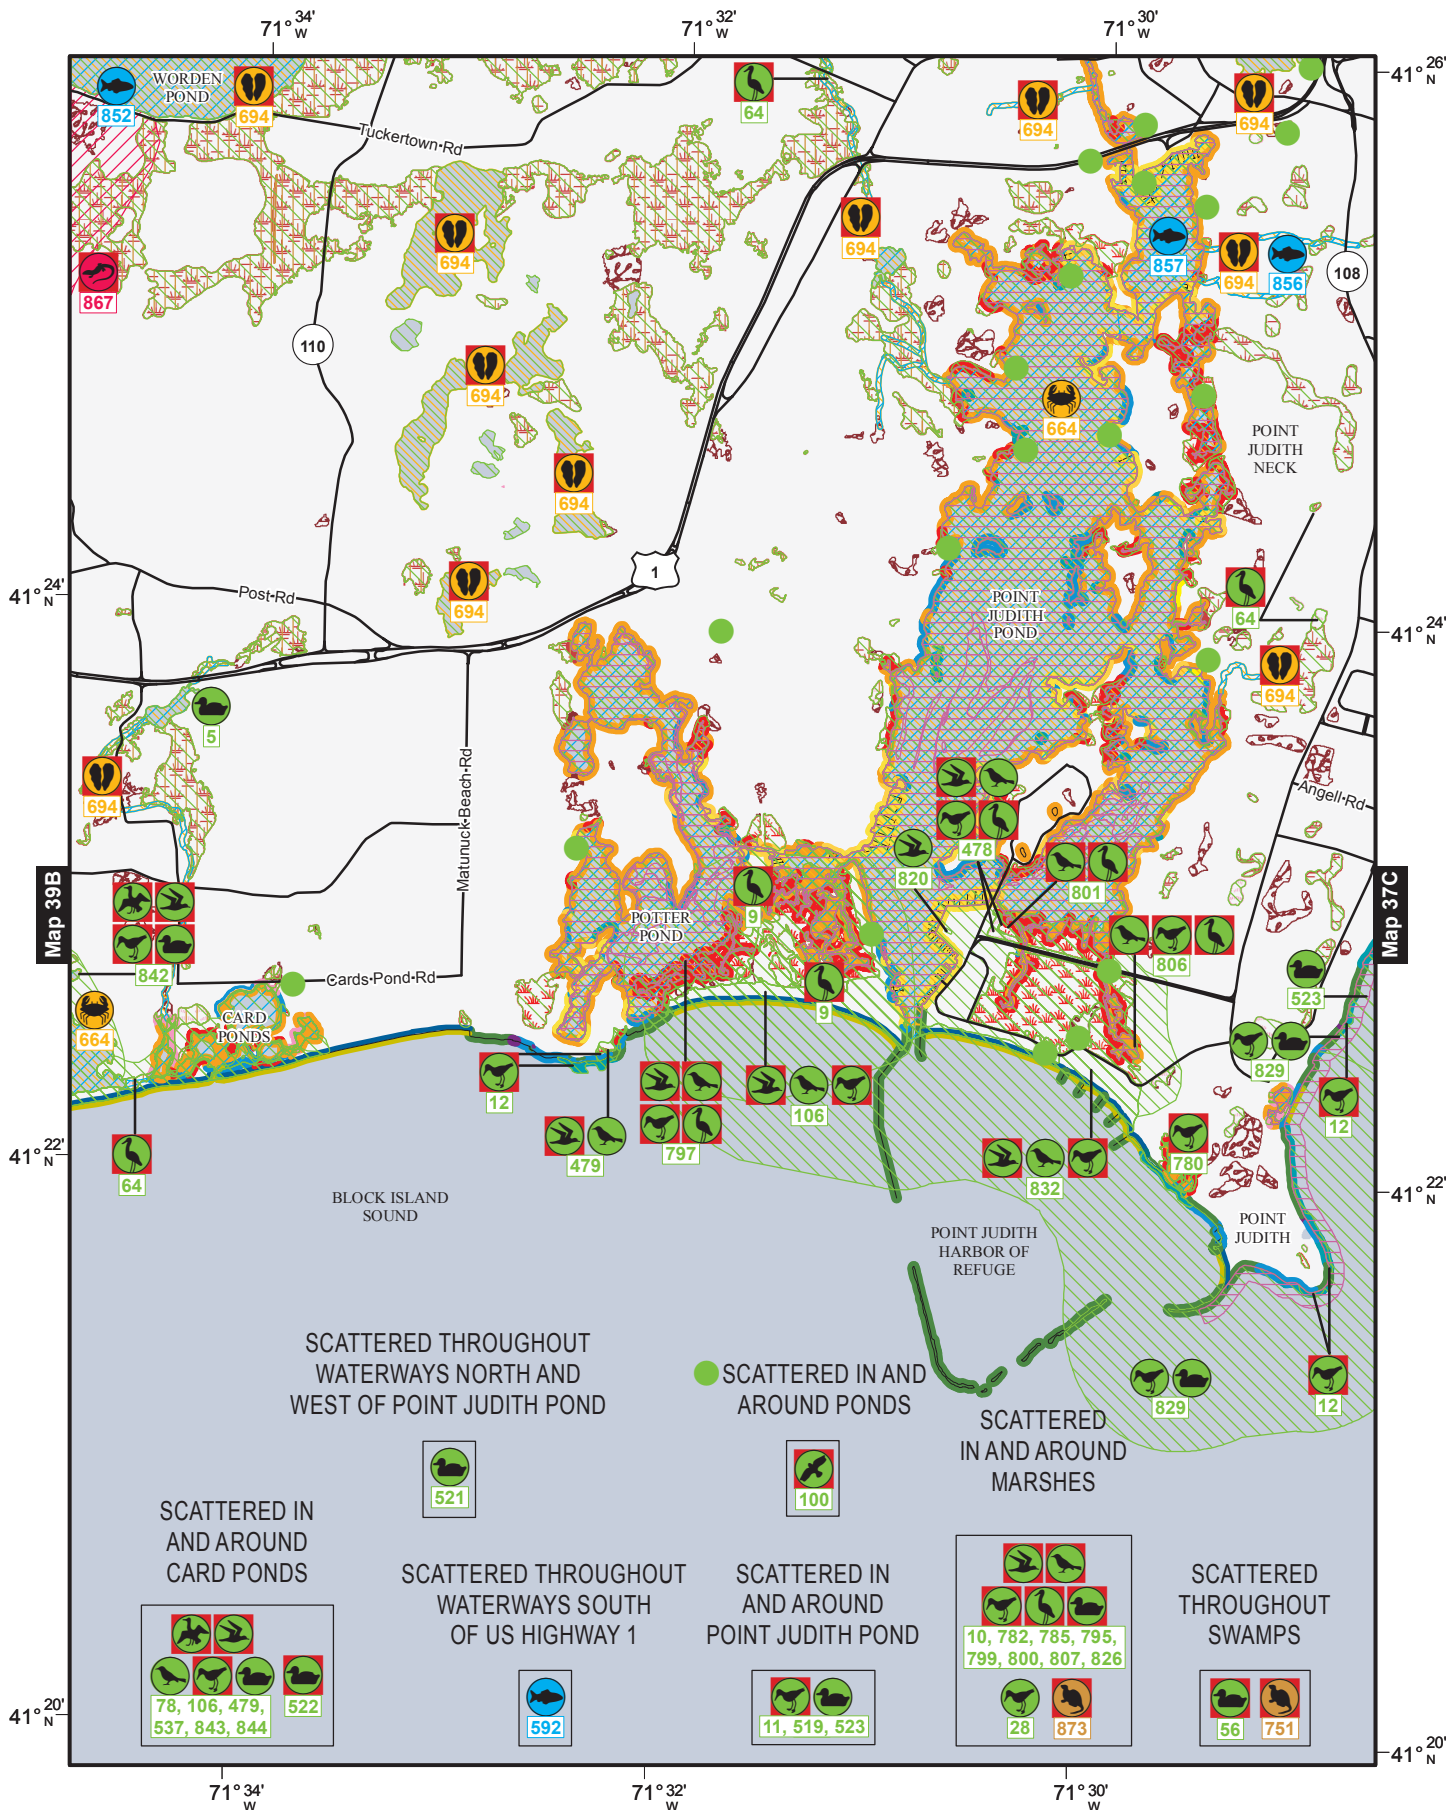 71° 34' W
71° 32' W
71° 30' W
41° 26' N
WORDEN
POND
852
694
Tuckertown Rd
64
694
694
867
694
694
857
694
856
108
110
694
664
POINT
JUDITH
NECK
694
1
41° 24' N
Post Rd
694
POINT
JUDITH
POND
64
41° 24' N
694
5
694
Matunuck Beach Rd
Angell Rd
478
820
801
Map 39B
Map 37C
9
POTTER
POND
806
842
Cards Pond Rd
9
523
664
CARD
PONDS
829
12
106
12
797
479
832
780
41° 22' N
64
41° 22' N
BLOCK ISLAND
SOUND
POINT JUDITH
HARBOR OF
REFUGE
POINT
JUDITH
829
12
SCATTERED THROUGHOUT
WATERWAYS NORTH AND
WEST OF POINT JUDITH POND
521
SCATTERED IN AND
AROUND PONDS
100
SCATTERED
IN AND AROUND
MARSHES
10, 782, 785, 795,
799, 800, 807, 826
28
873
SCATTERED IN
AND AROUND
CARD PONDS
78, 106, 479,
537, 843, 844
522
SCATTERED THROUGHOUT
WATERWAYS SOUTH
OF US HIGHWAY 1
592
SCATTERED IN
AND AROUND
POINT JUDITH POND
11, 519, 523
SCATTERED
THROUGHOUT
SWAMPS
56
751
41° 20' N
41° 20' N
71° 34' W
71° 32' W
71° 30' W